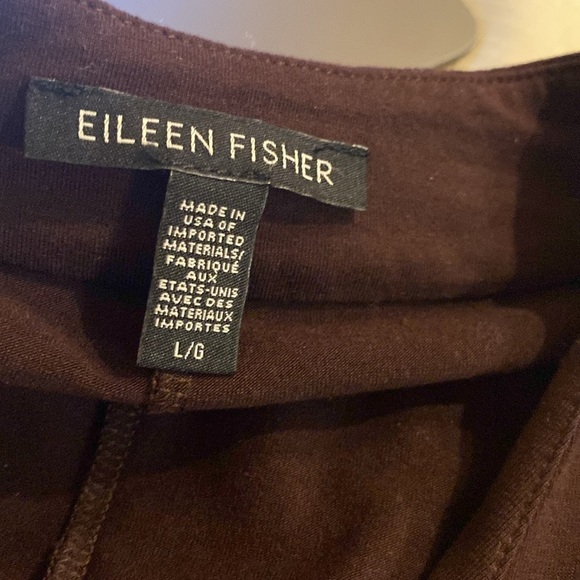 EILEEN FISHER
MADE IN
USA OF
IMPORTED
MATERIALS/
FABRIQUÉ
AUX
ETATS-UNIS
AVEC DES
MATERIAUX
IMPORTES
L/G